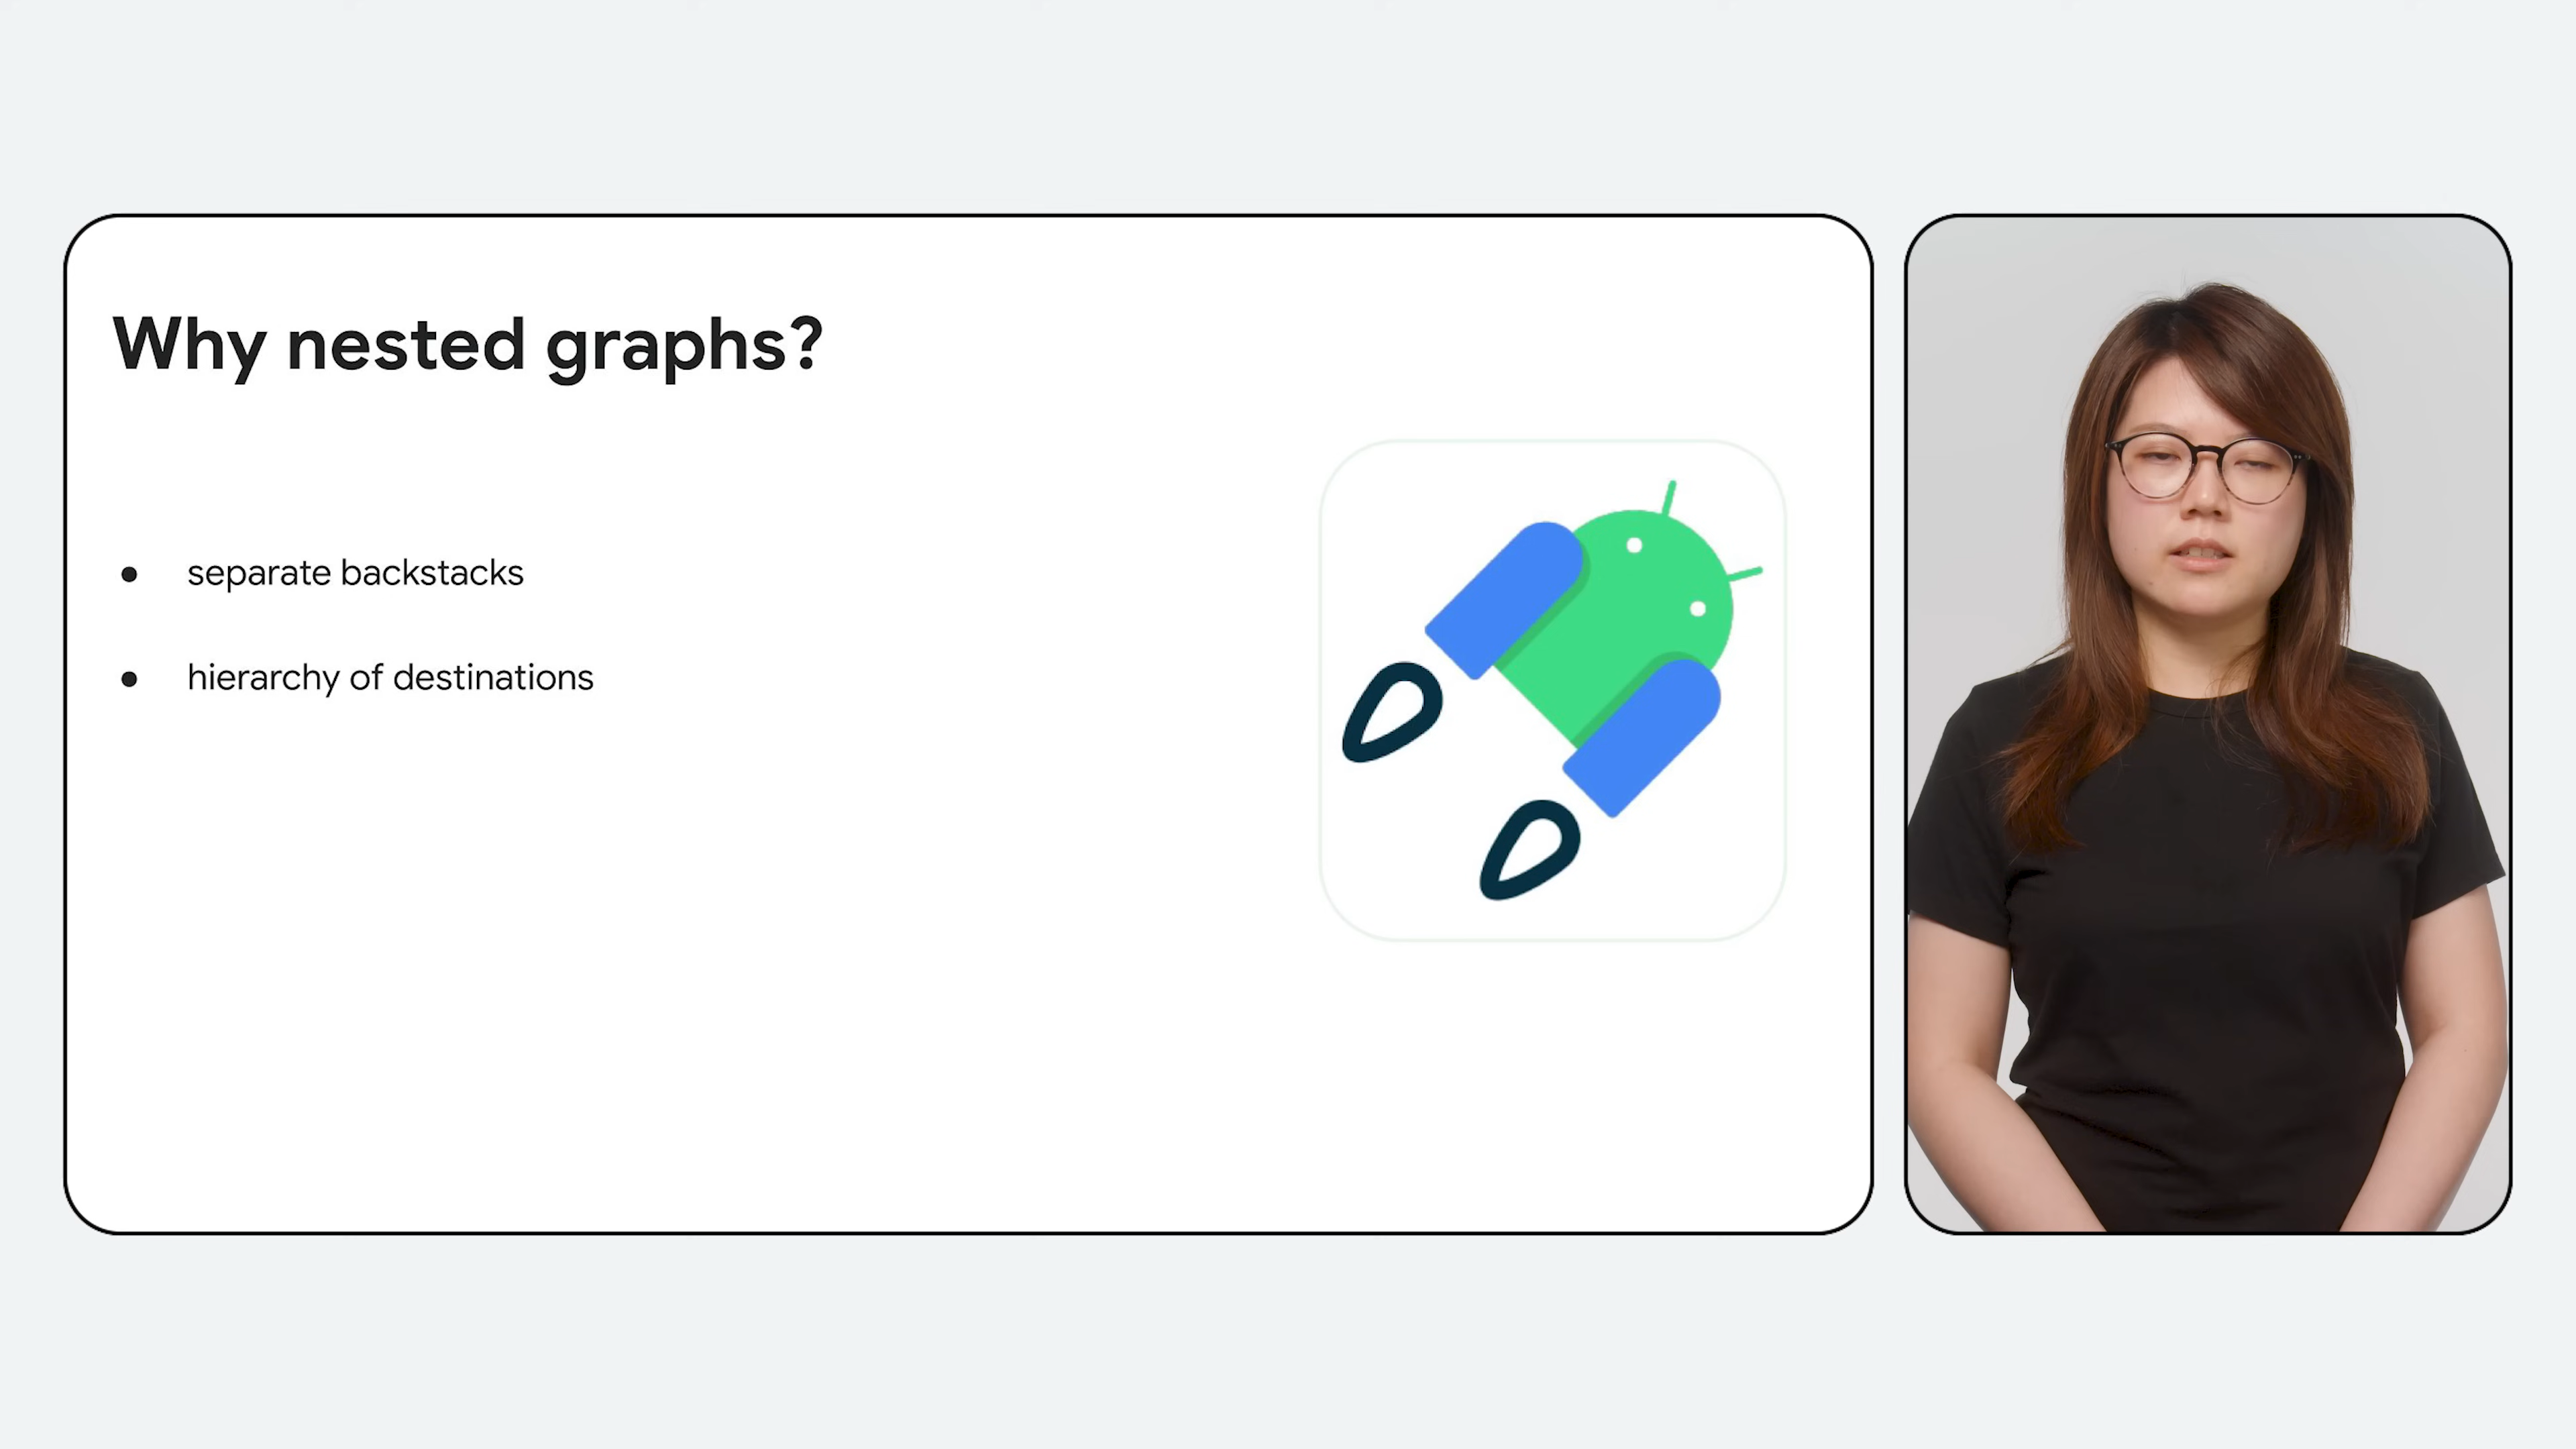 Why nested graphs?
● separate backstacks
● hierarchy of destinations